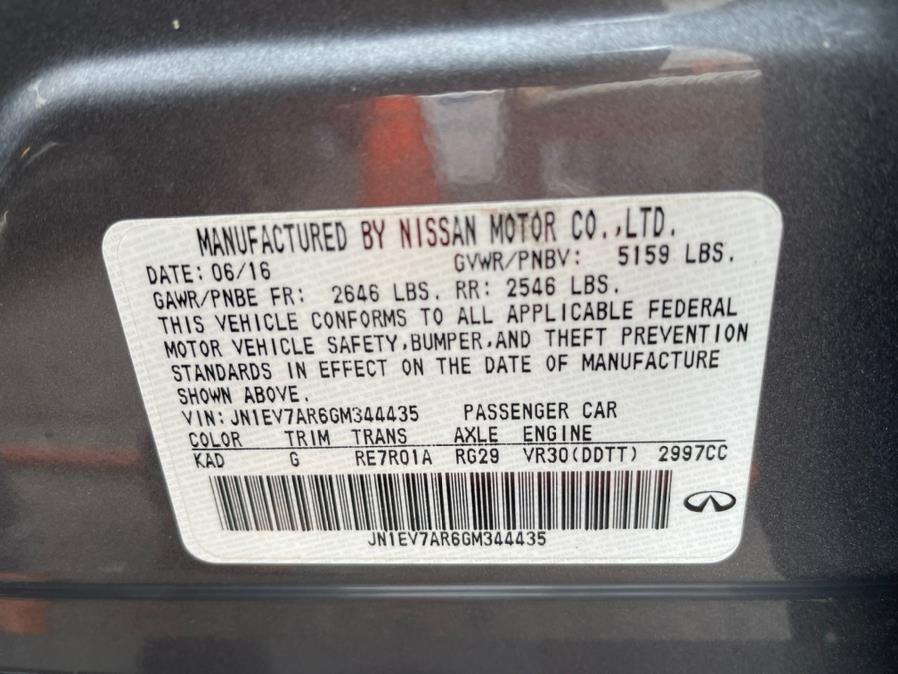 MANUFACTURED BY NISSAN MOTOR CO.,LTD.
DATE: 06/16 GVWR/PNBV: 5159 LBS.
GAWR/PNBE FR: 2646 LBS. RR: 2546 LBS.
THIS VEHICLE CONFORMS TO ALL APPLICABLE FEDERAL
MOTOR VEHICLE SAFETY,BUMPER,AND THEFT PREVENTION
STANDARDS IN EFFECT ON THE DATE OF MANUFACTURE
SHOWN ABOVE.
VIN:JN1EV7AR6GM344435 PASSENGER CAR
COLOR TRIM TRANS AXLE ENGINE
KAD G RE7R01A RG29 VR30(DDTT) 2997CC
JN1EV7AR6GM344435